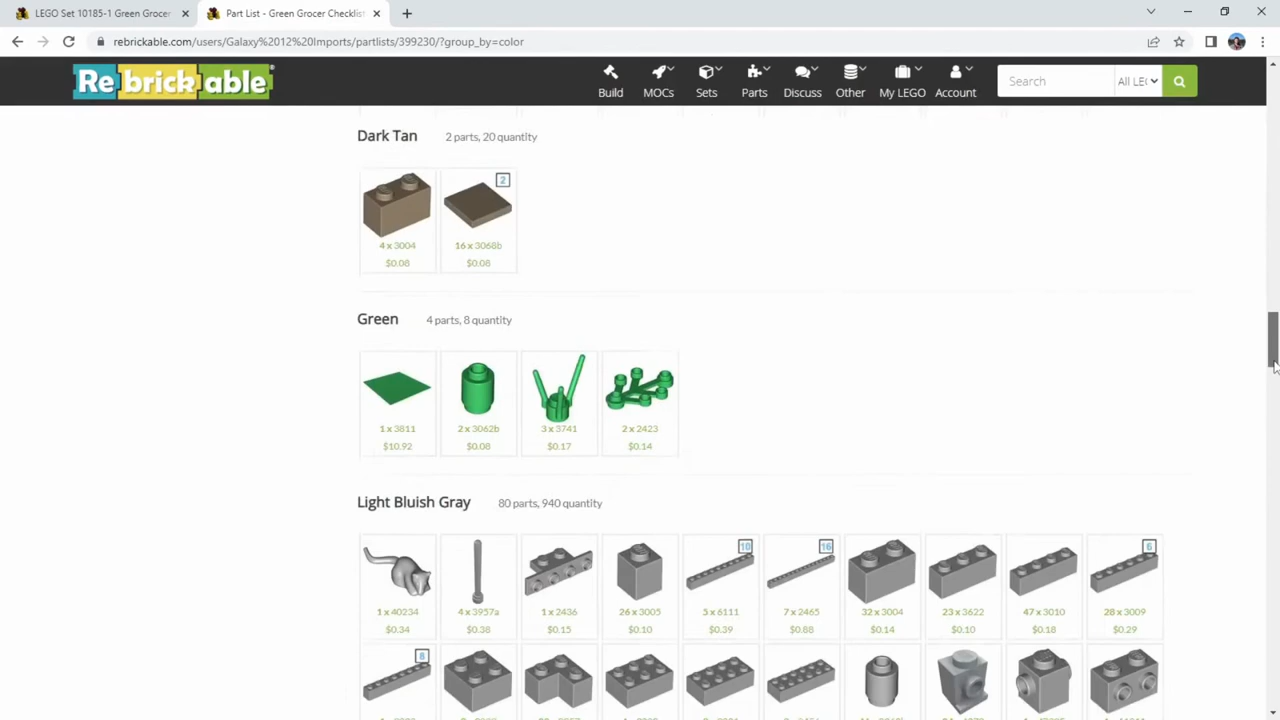 LEGO Set 10185-1 Green Grocer
Part List - Green Grocer Checklist
rebrickable.com/users/Galaxy%2012%20Imports/partlists/399230/?group_by=color
Rebrickable
Build MOCs Sets Parts Discuss Other My LEGO Account Search All LE
Dark Tan 2 parts, 20 quantity
2
4 x 3004 16 x 3068b
$0.08 $0.08
Green 4 parts, 8 quantity
1 x 3811 2 x 3062b 3 x 3741 2 x 2423
$10.92 $0.08 $0.17 $0.14
Light Bluish Gray 80 parts, 940 quantity
10 16 6
1 x 40234 4 x 3957a 1 x 2436 26 x 3005 5 x 6111 7 x 2465 32 x 3004 23 x 3622 47 x 3010 28 x 3009
$0.34 $0.38 $0.15 $0.10 $0.39 $0.88 $0.14 $0.10 $0.18 $0.29
8